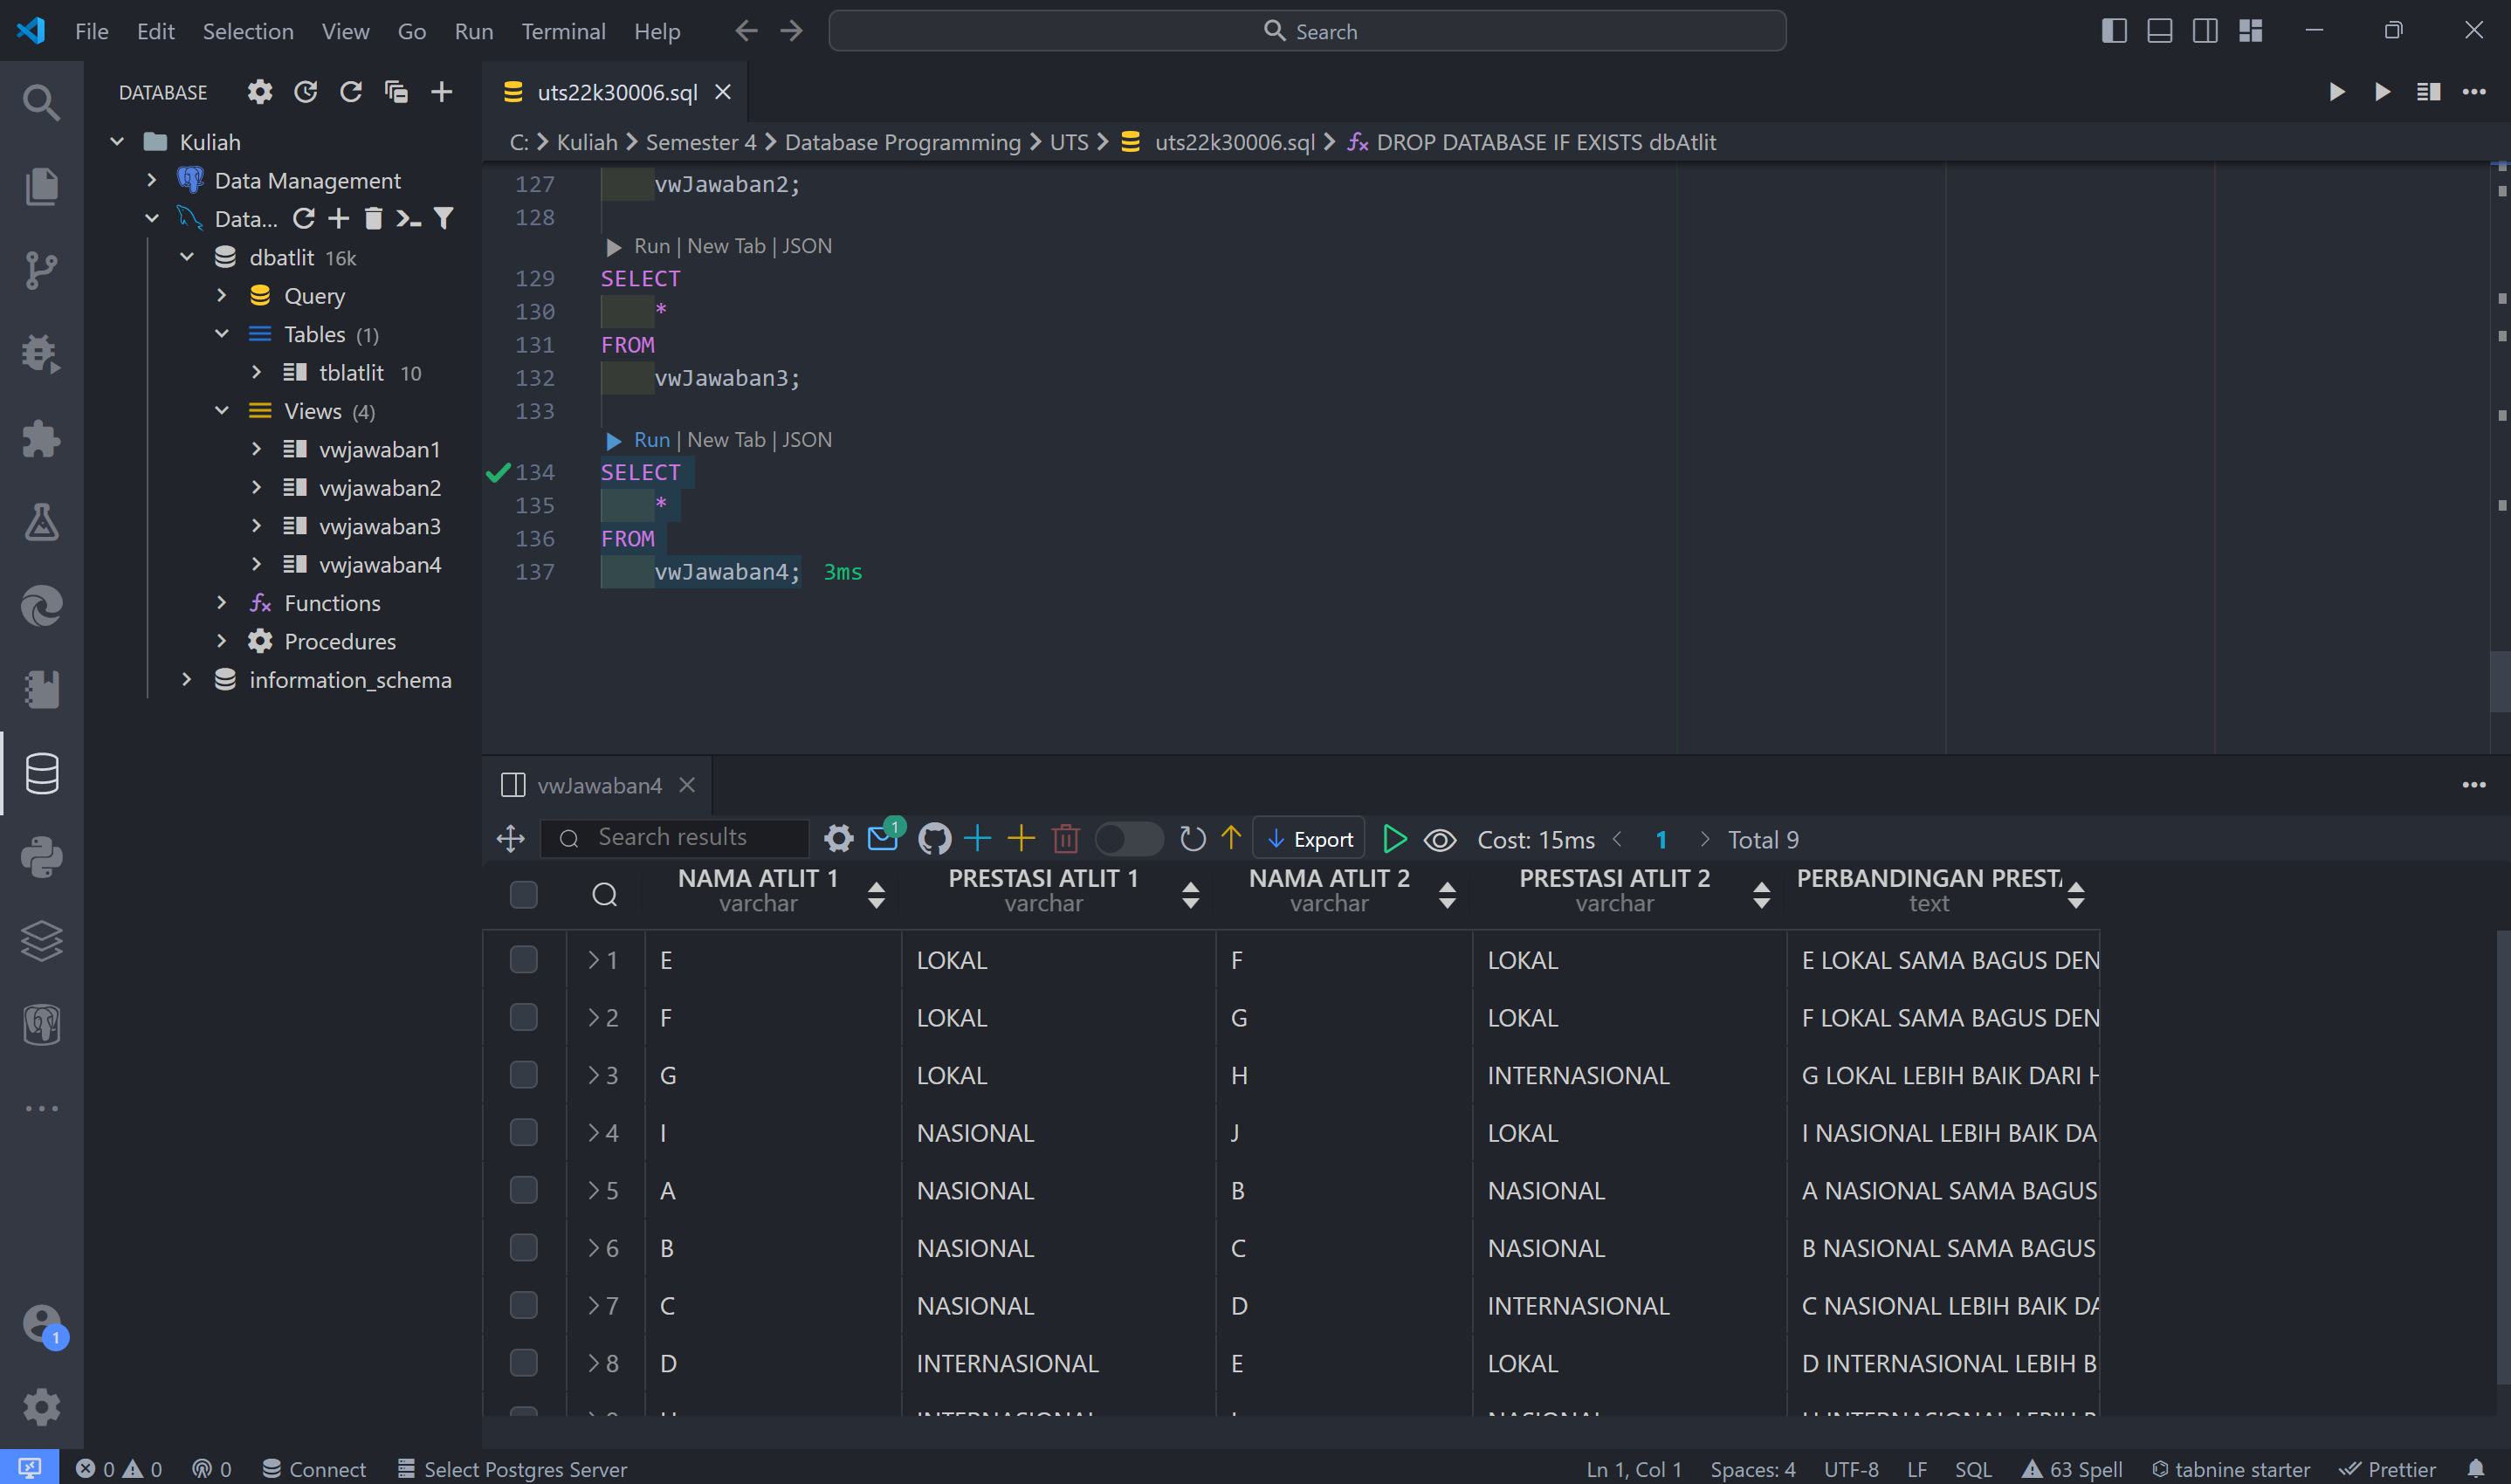 File Edit Selection View Go Run Terminal Help
Search
DATABASE
Kuliah
Data Management
Data...
dbatlit 16k
Query
Tables (1)
tblatlit 10
Views (4)
vwjawaban1
vwjawaban2
vwjawaban3
vwjawaban4
Functions
Procedures
information_schema
uts22k30006.sql
C: > Kuliah > Semester 4 > Database Programming > UTS > uts22k30006.sql > DROP DATABASE IF EXISTS dbAtlit
127 vwJawaban2;
128
Run | New Tab | JSON
129 SELECT
130 *
131 FROM
132 vwJawaban3;
133
Run | New Tab | JSON
134 SELECT
135 *
136 FROM
137 vwJawaban4; 3ms
vwJawaban4
Search results 1 Export Cost: 15ms < 1 > Total 9
NAMA ATLIT 1 PRESTASI ATLIT 1 NAMA ATLIT 2 PRESTASI ATLIT 2 PERBANDINGAN PREST
varchar varchar varchar varchar text
1 E LOKAL F LOKAL E LOKAL SAMA BAGUS DEN
2 F LOKAL G LOKAL F LOKAL SAMA BAGUS DEN
3 G LOKAL H INTERNASIONAL G LOKAL LEBIH BAIK DARI H
4 I NASIONAL J LOKAL I NASIONAL LEBIH BAIK DA
5 A NASIONAL B NASIONAL A NASIONAL SAMA BAGUS
6 B NASIONAL C NASIONAL B NASIONAL SAMA BAGUS
7 C NASIONAL D INTERNASIONAL C NASIONAL LEBIH BAIK DA
8 D INTERNASIONAL E LOKAL D INTERNASIONAL LEBIH B
1
0 0 0 Connect Select Postgres Server Ln 1, Col 1 Spaces: 4 UTF-8 LF SQL 63 Spell tabnine starter Prettier